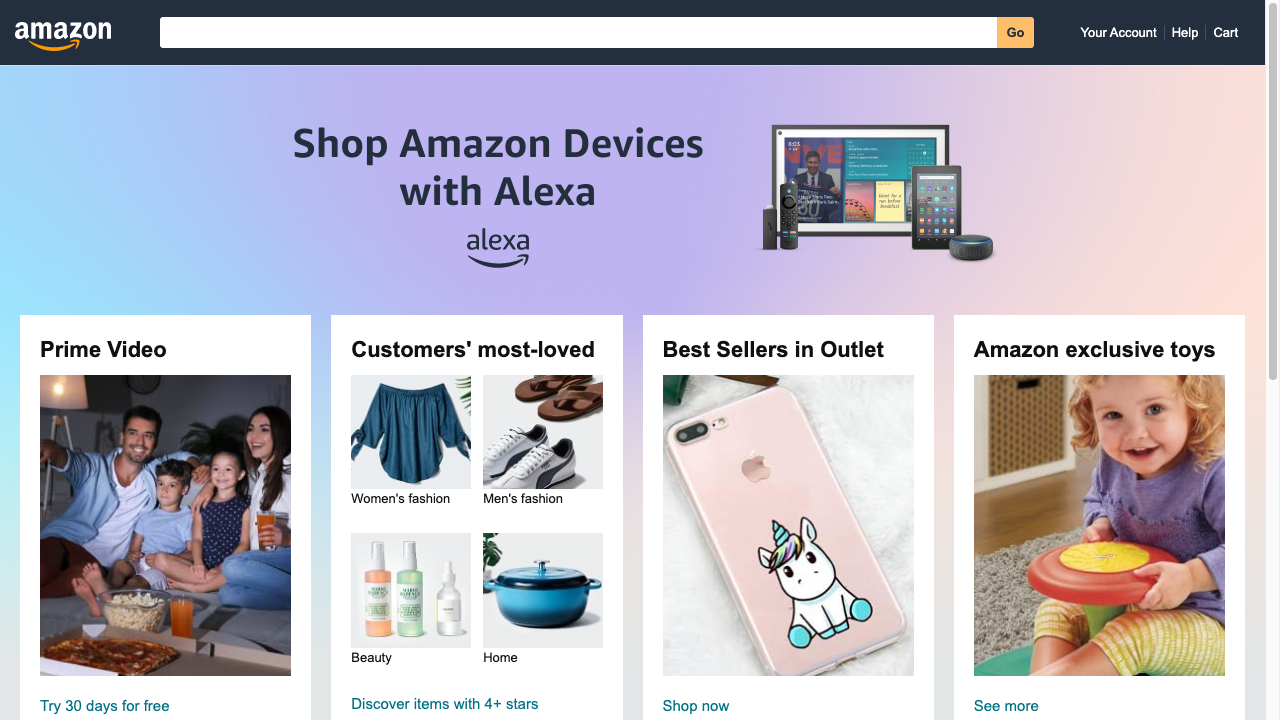 amazon
Go
Your Account
Help
Cart
Shop Amazon Devices
with Alexa
alexa
8:05
Prime Video
Customers' most-loved
Best Sellers in Outlet
Amazon exclusive toys
Women's fashion
Men's fashion
Beauty
Home
Try 30 days for free
Discover items with 4+ stars
Shop now
See more